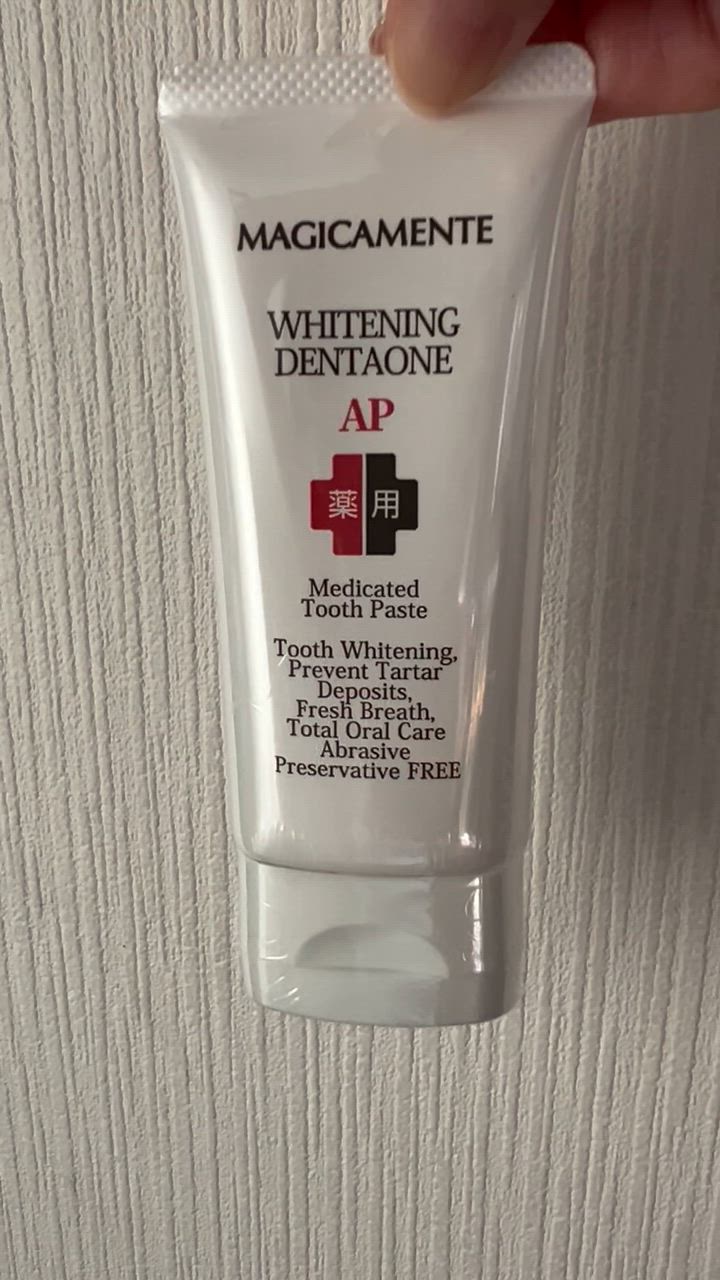 MAGICAMENTE
WHITENING
DENTAONE
AP
薬用
Medicated
Tooth Paste
Tooth Whitening,
Prevent Tartar
Deposits,
Fresh Breath,
Total Oral Care
Abrasive
Preservative FREE